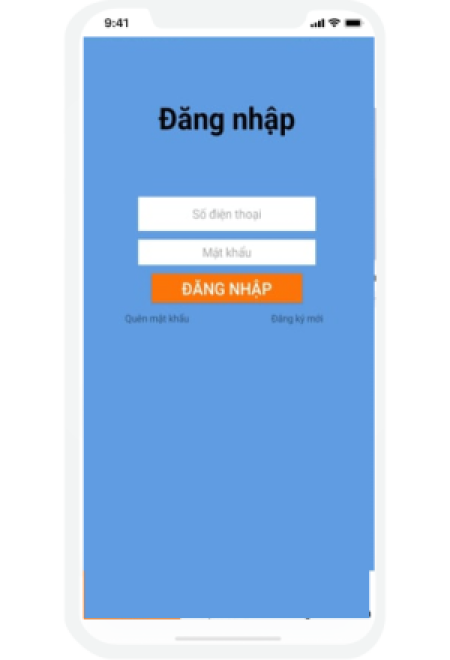 9:41
Đăng nhập
Số điện thoại
Mật khẩu
ĐĂNG NHẬP
Quên mật khẩu
Đăng ký mới